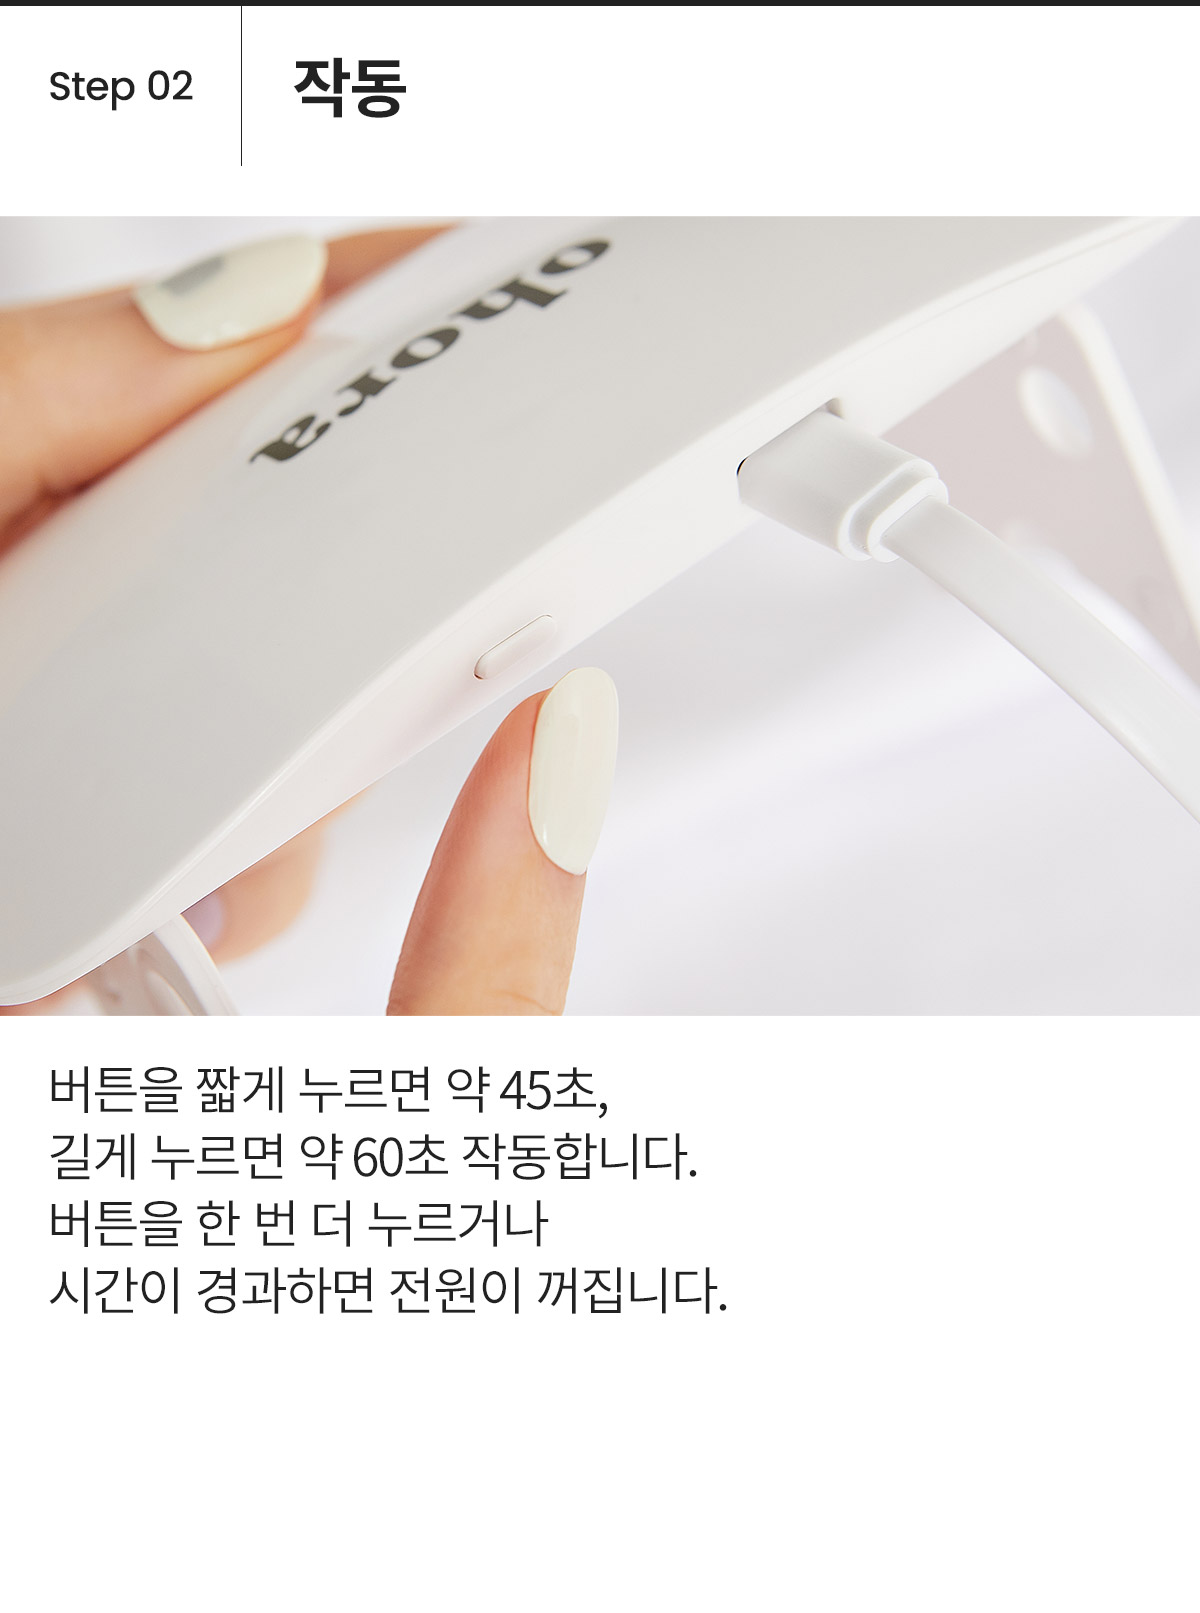 Step 02
작동
ohora
버튼을 짧게 누르면 약 45초,
길게 누르면 약 60초 작동합니다.
버튼을 한 번 더 누르거나
시간이 경과하면 전원이 꺼집니다.